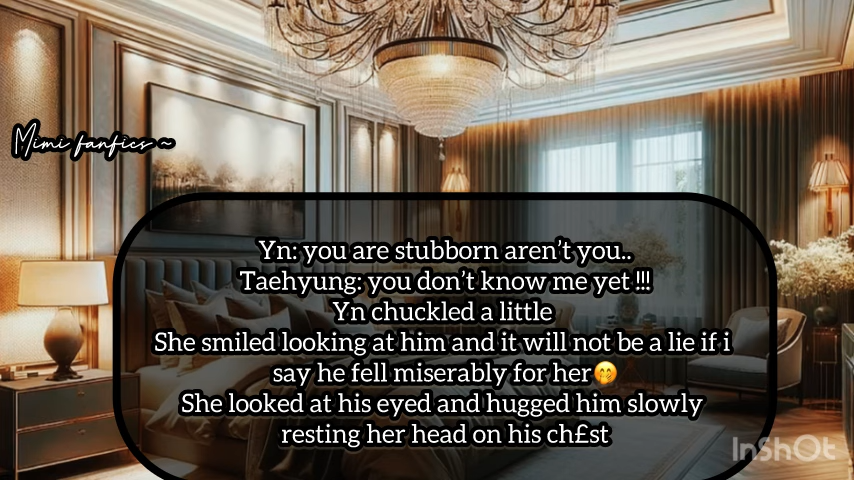 Mimi fanfics ~
Yn: you are stubborn aren't you..
Taehyung: you don't know me yet !!!
Yn chuckled a little
She smiled looking at him and it will not be a lie if i
say he fell miserably for her🤭
She looked at his eyed and hugged him slowly
resting her head on his ch£st
InShOt